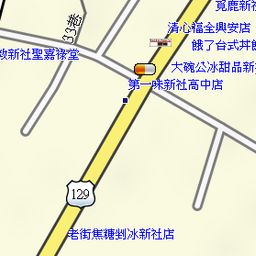 寬鹿新社
清心福全興安店
餓了台式丼飯
33巷
教新社聖嘉祿堂
大碗公冰甜品新社
第一味新社高中店
129
老街焦糖剉冰新社店